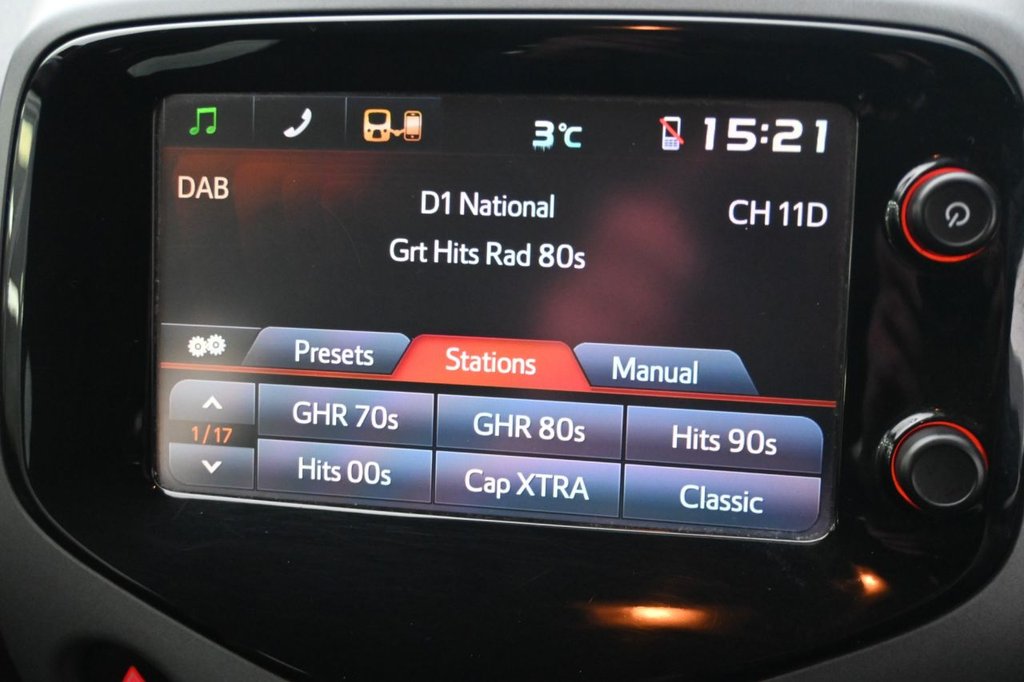 3°C 15:21
DAB
D1 National
CH 11D
Grt Hits Rad 80s
Presets Stations Manual
GHR 70s GHR 80s Hits 90s
1/17
Hits 00s Cap XTRA Classic